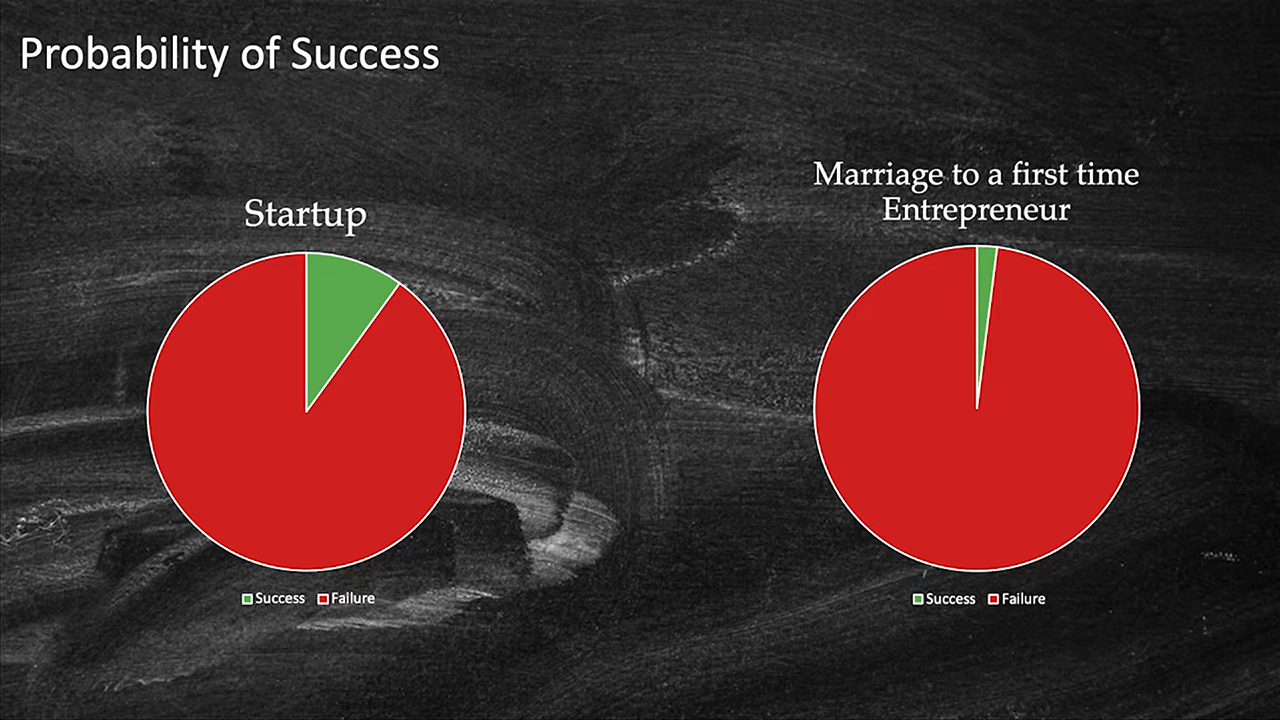 Probability of Success
Startup
Success Failure
Marriage to a first time
Entrepreneur
Success Failure